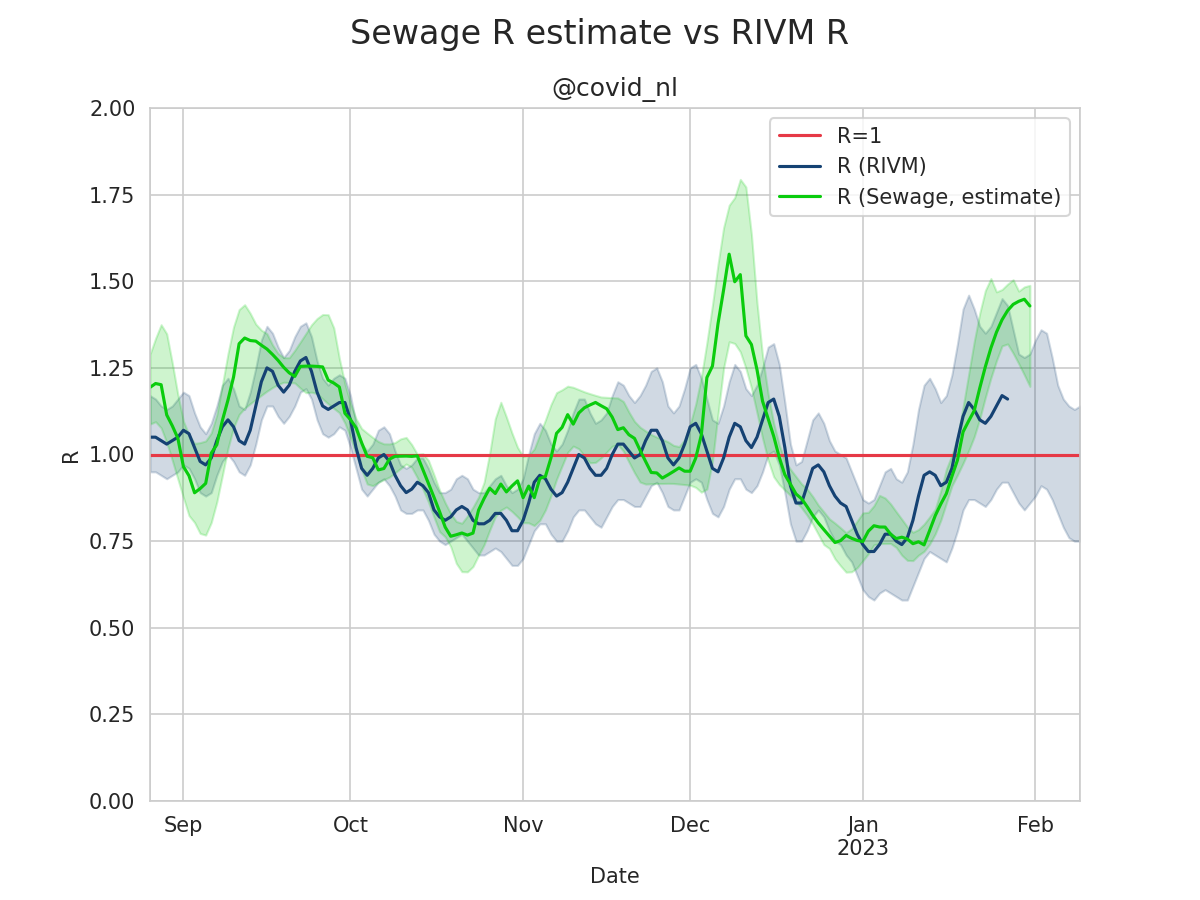 Sewage R estimate vs RIVM R
@covid_nl
2.00
1.75
1.50
1.25
1.00
0.75
0.50
0.25
0.00
R
R=1
R (RIVM)
R (Sewage, estimate)
Sep Oct Nov Dec Jan Feb
2023
Date